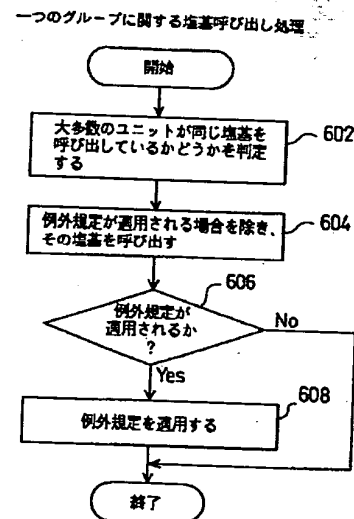 一つのグループに関する塩基呼び出し処理
開始
大多数のユニットが同じ塩基を
呼び出しているかどうかを判定
する
602
例外規定が適用される場合を除き、
その塩基を呼び出す
604
606
例外規定が
適用されるか
?
No
Yes
608
例外規定を適用する
終了